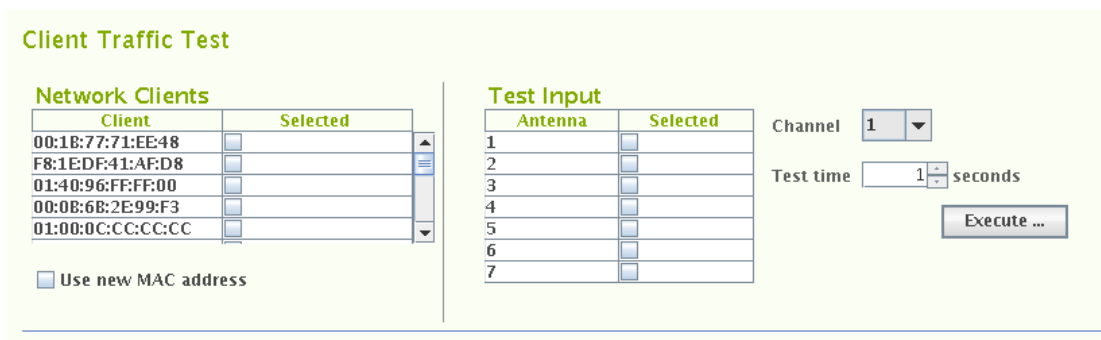 Client Traffic Test
Network Clients
Client Selected
00:1B:77:71:EE:48
F8:1E:DF:41:AF:D8
01:40:96:FF:FF:00
00:0B:6B:2E:99:F3
01:00:0C:CC:CC:CC
Use new MAC address
Test Input
Antenna Selected
1
2
3
4
5
6
7
Channel 1
Test time 1 seconds
Execute ...